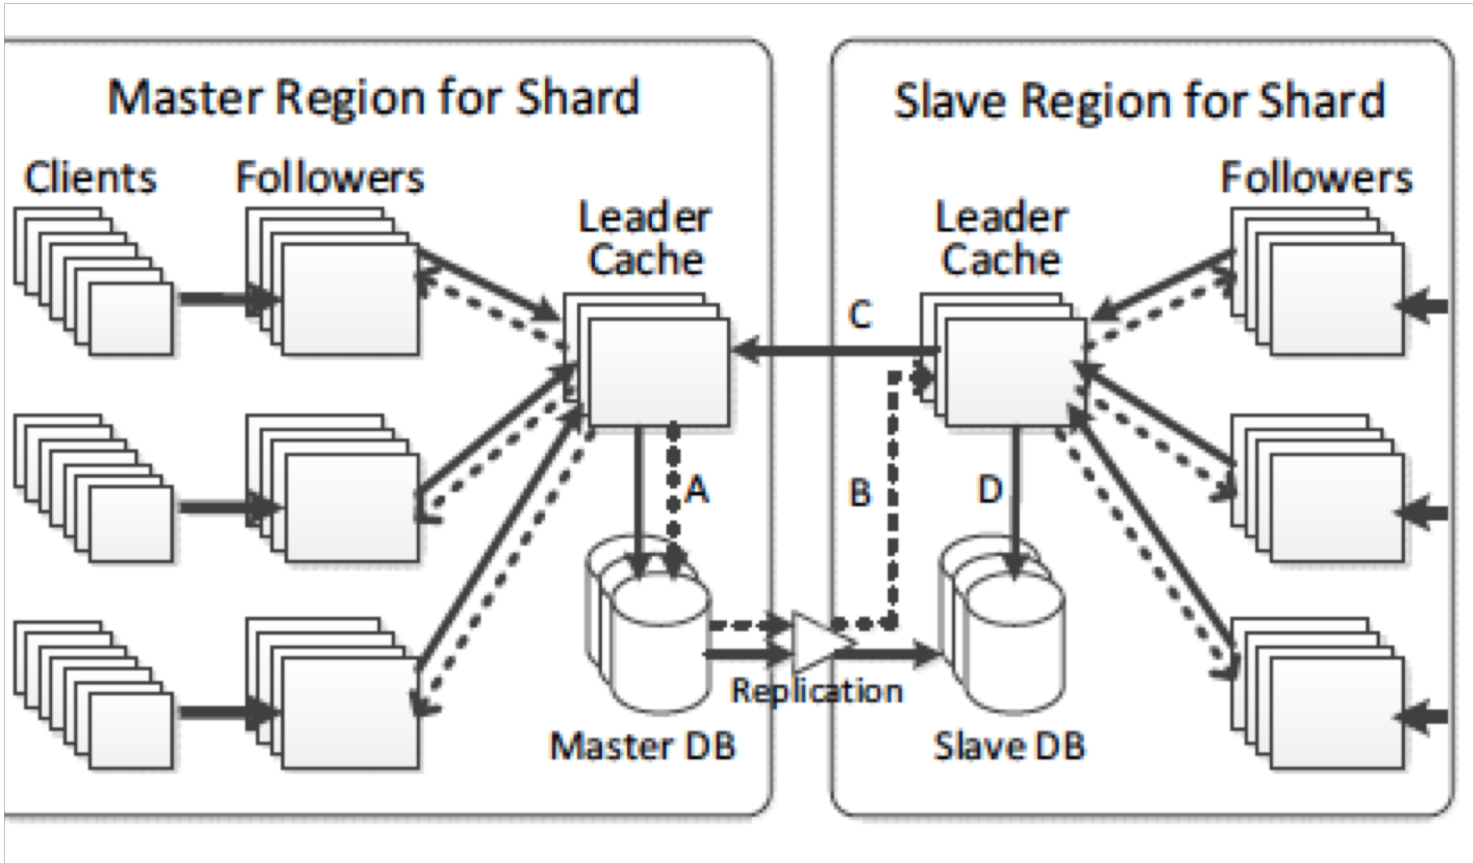 Master Region for Shard
Clients
Followers
Leader
Cache
A
Master DB
Replication
Slave Region for Shard
Followers
Leader
Cache
C
B
D
Slave DB